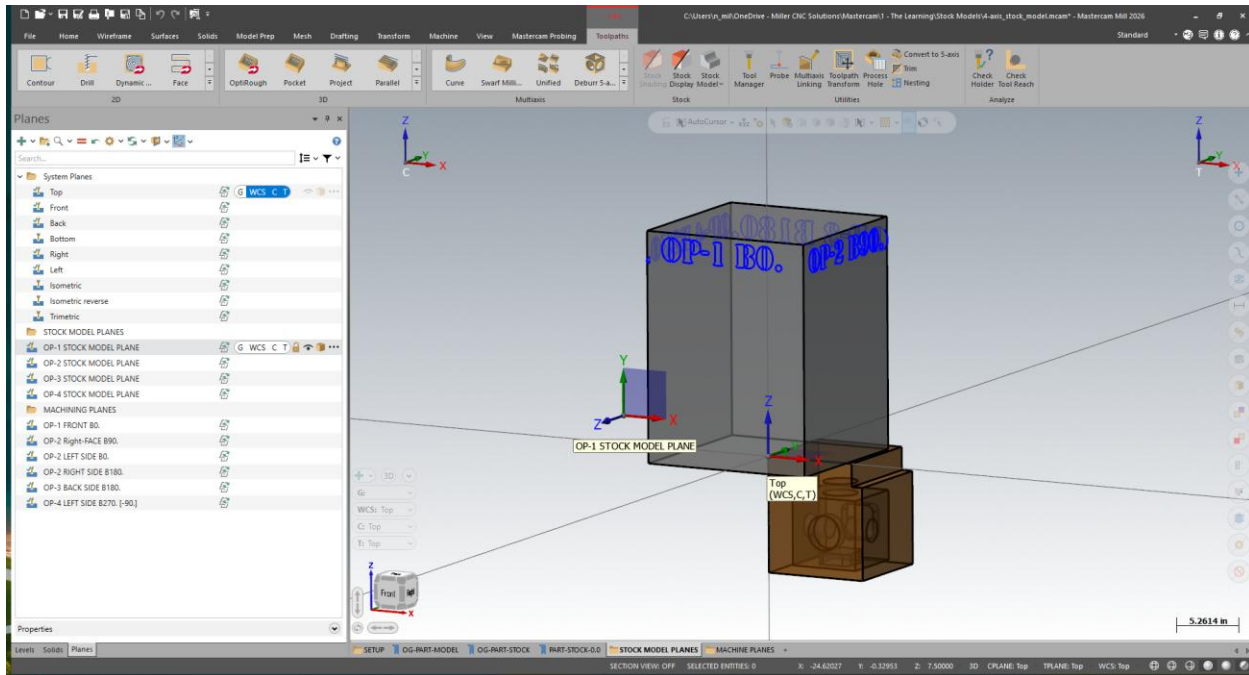 C:\Users\n_mil\OneDrive - Miller CNC Solutions\Mastercam\1 - The Learning\Stock Models\4-axis_stock_model.mcam* - Mastercam Mill 2026
File Home Wireframe Surfaces Solids Model Prep Mesh Drafting Transform Machine View Mastercam Probing Toolpaths Standard
Contour Drill Dynamic ... Face OptiRough Pocket Project Parallel Curve Swarf Milli... Unified Deburr 5-a... Stock Shading Stock Display Stock Model Tool Manager Probe Multiaxis Linking Toolpath Transform Process Hole Convert to 5-axis Trim Nesting Check Holder Check Tool Reach
2D 3D Multiaxis Stock Utilities Analyze
Planes
AutoCursor
Search...
System Planes
Top G WCS C T
Front
Back
Bottom
Right
Left
Isometric
Isometric reverse
Trimetric
STOCK MODEL PLANES
OP-1 STOCK MODEL PLANE G WCS C T
OP-2 STOCK MODEL PLANE
OP-3 STOCK MODEL PLANE
OP-4 STOCK MODEL PLANE
MACHINING PLANES
OP-1 FRONT B0.
OP-2 Right-FACE B90.
OP-2 LEFT SIDE B0.
OP-2 RIGHT SIDE B180.
OP-3 BACK SIDE B180.
OP-4 LEFT SIDE B270. [-90.]
Z Y X C
Z Y X T
OP-1 B0.
OP-2 B90.
Y Z X
OP-1 STOCK MODEL PLANE
Z Y X
Top
(WCS,C,T)
3D
G:
WCS: Top
C: Top
T: Top
Z
Front
X
5.2614 in
Properties
Levels Solids Planes
SETUP OG-PART-MODEL OG-PART-STOCK PART-STOCK-0.0 STOCK MODEL PLANES MACHINE PLANES +
SECTION VIEW: OFF SELECTED ENTITIES: 0 X: -24.62027 Y: -0.32953 Z: 7.50000 3D CPLANE: Top TPLANE: Top WCS: Top